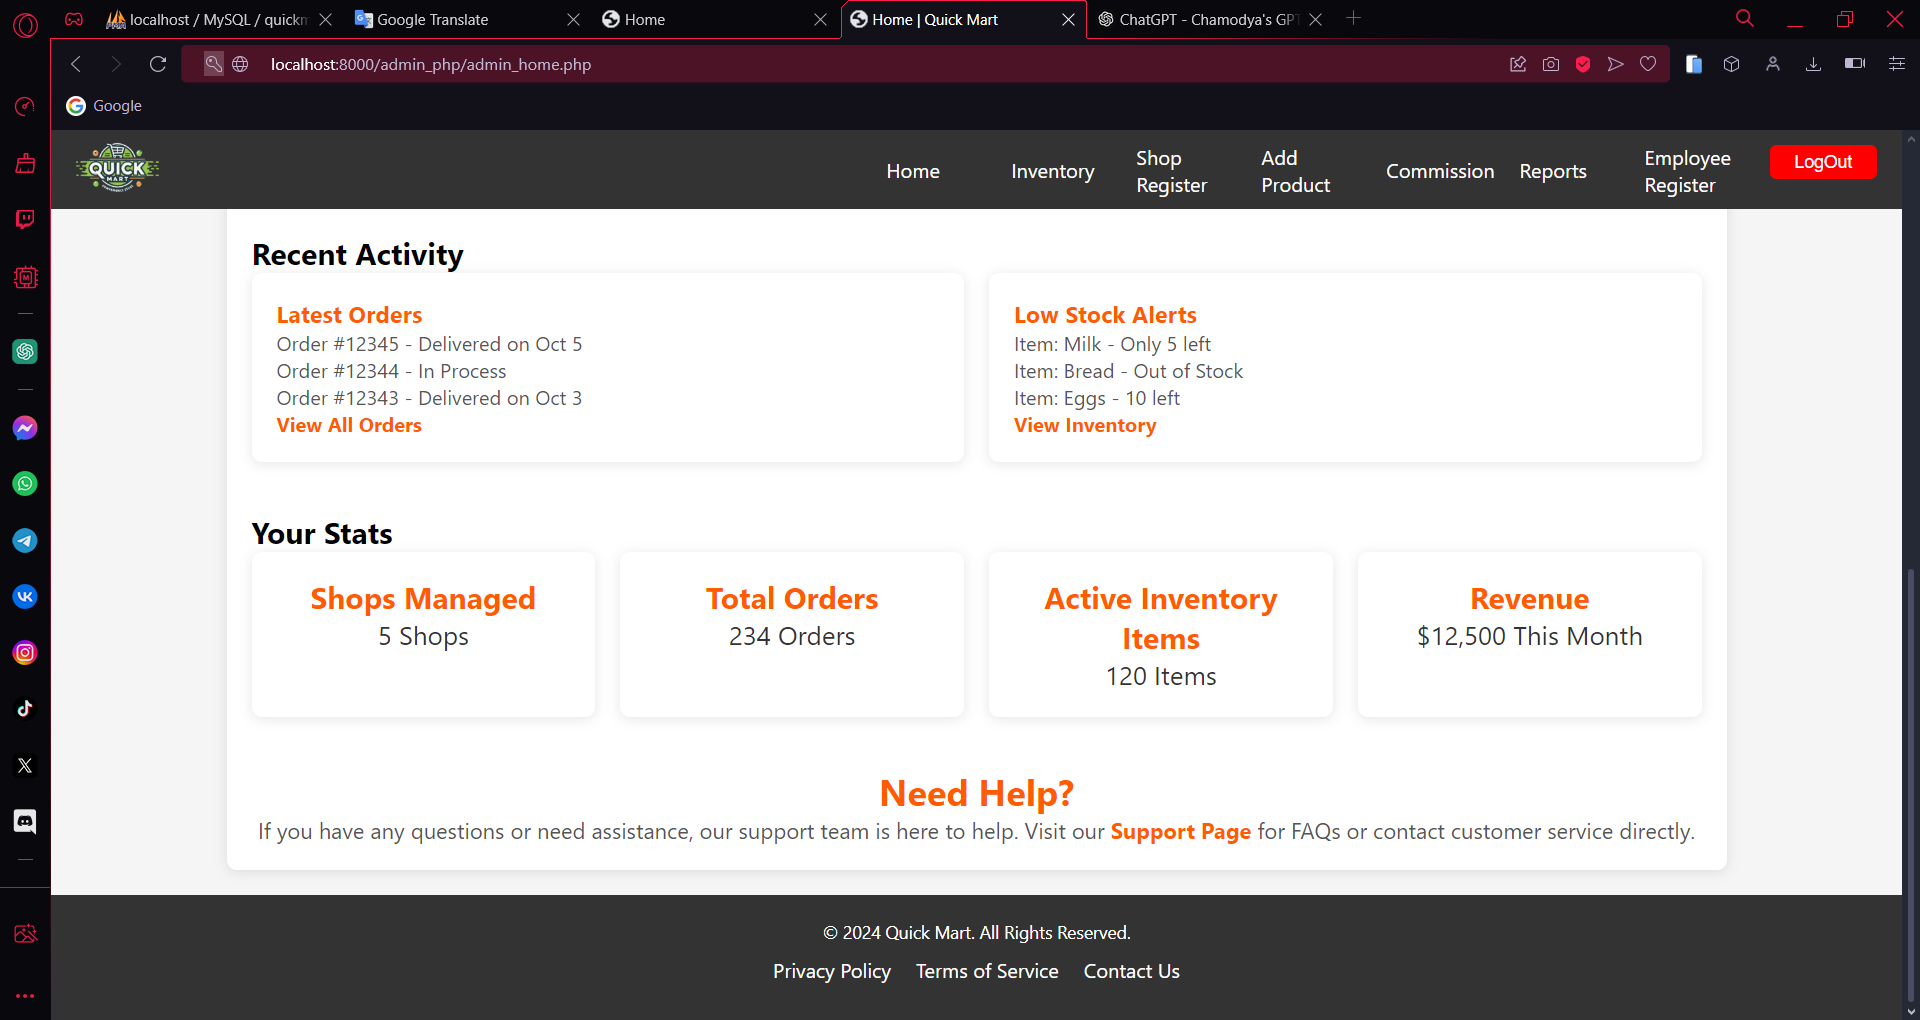 localhost / MySQL / quickm
Google Translate
Home
Home | Quick Mart
ChatGPT - Chamodya's GPT
localhost:8000/admin_php/admin_home.php
Google
QUICK
MART
Home
Inventory
Shop
Register
Add
Product
Commission
Reports
Employee
Register
LogOut
Recent Activity
Latest Orders
Order #12345 - Delivered on Oct 5
Order #12344 - In Process
Order #12343 - Delivered on Oct 3
View All Orders
Low Stock Alerts
Item: Milk - Only 5 left
Item: Bread - Out of Stock
Item: Eggs - 10 left
View Inventory
Your Stats
Shops Managed
5 Shops
Total Orders
234 Orders
Active Inventory
Items
120 Items
Revenue
$12,500 This Month
Need Help?
If you have any questions or need assistance, our support team is here to help. Visit our Support Page for FAQs or contact customer service directly.
© 2024 Quick Mart. All Rights Reserved.
Privacy Policy
Terms of Service
Contact Us